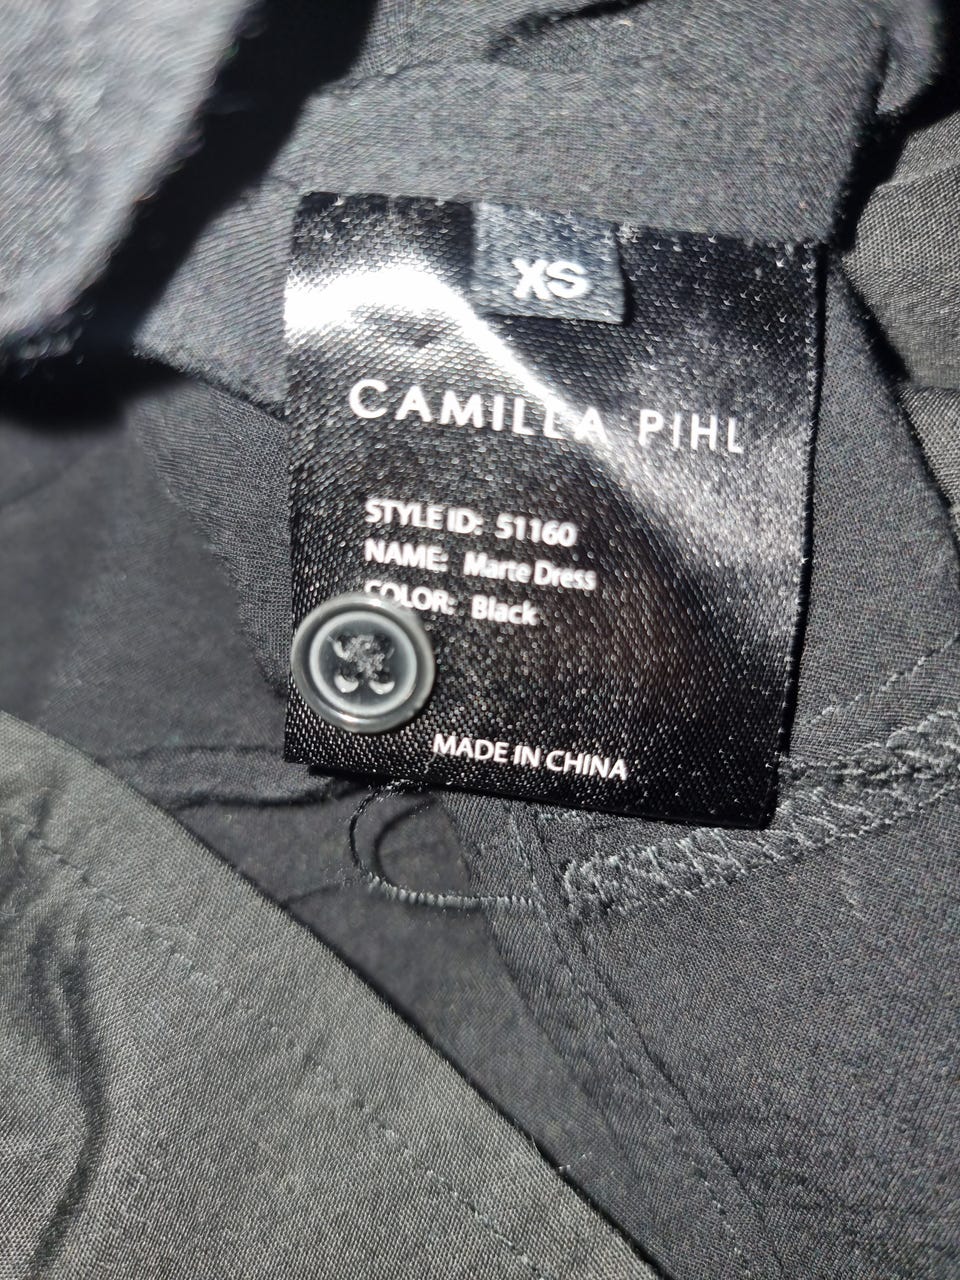 XS
CAMILLA PIHL
STYLE ID: 51160
NAME: Marte Dress
COLOR: Black
MADE IN CHINA